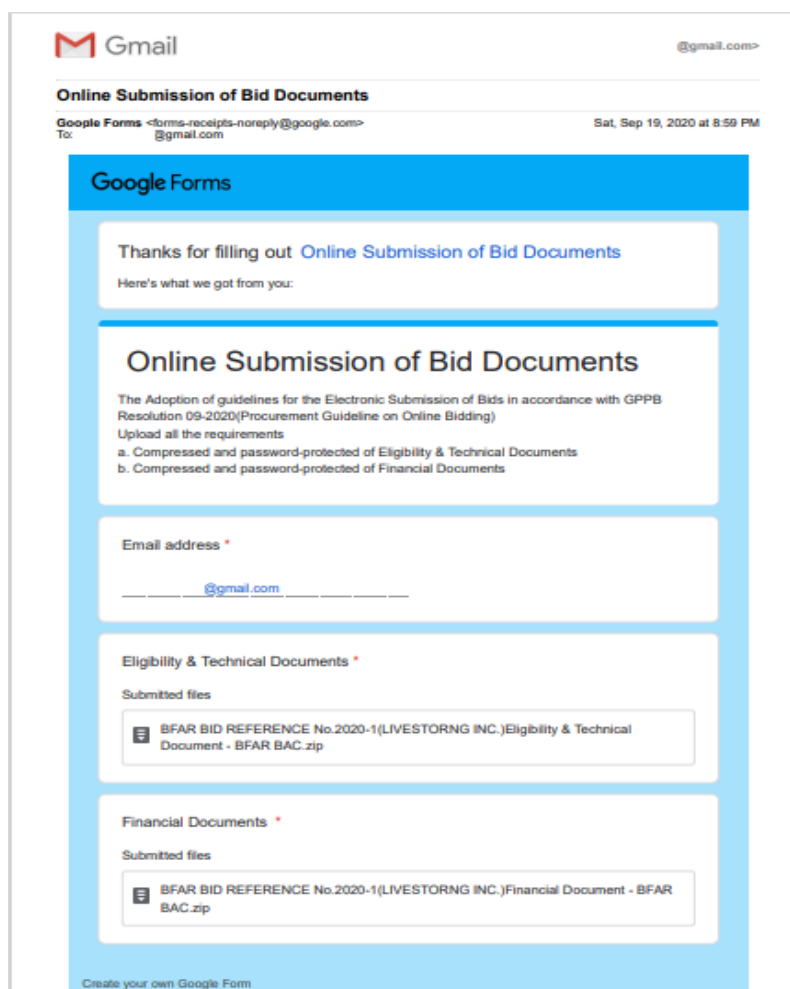 Gmail
@gmail.com>
Online Submission of Bid Documents
Google Forms <forms-receipts-noreply@google.com>
Sat, Sep 19, 2020 at 8:59 PM
To: @gmail.com
Google Forms
Thanks for filling out Online Submission of Bid Documents
Here's what we got from you:
Online Submission of Bid Documents
The Adoption of guidelines for the Electronic Submission of Bids in accordance with GPPB
Resolution 09-2020(Procurement Guideline on Online Bidding)
Upload all the requirements
a. Compressed and password-protected of Eligibility & Technical Documents
b. Compressed and password-protected of Financial Documents
Email address *
@gmail.com
Eligibility & Technical Documents *
Submitted files
BFAR BID REFERENCE No.2020-1(LIVESTORNG INC.)Eligibility & Technical
Document - BFAR BAC.zip
Financial Documents *
Submitted files
BFAR BID REFERENCE No.2020-1(LIVESTORNG INC.)Financial Document - BFAR
BAC.zip
Create your own Google Form